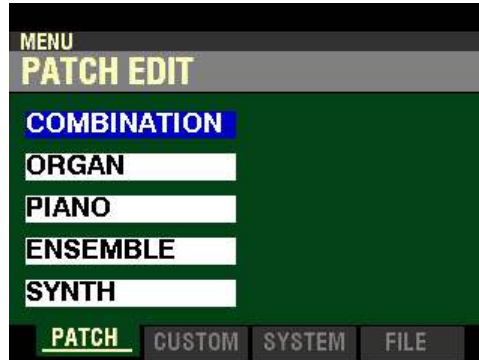 MENU
PATCH EDIT
COMBINATION
ORGAN
PIANO
ENSEMBLE
SYNTH
PATCH CUSTOM SYSTEM FILE